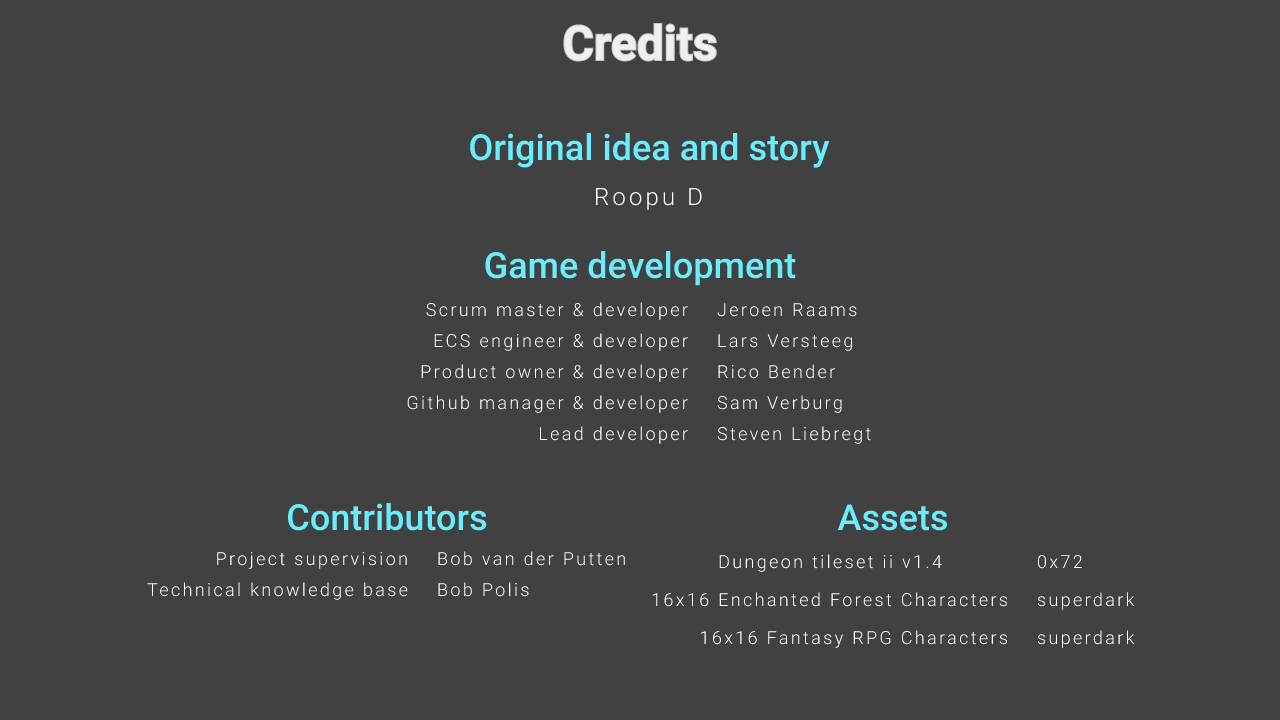 Credits
Original idea and story
Roopu D
Game development
Scrum master & developer Jeroen Raams
ECS engineer & developer Lars Versteeg
Product owner & developer Rico Bender
Github manager & developer Sam Verburg
Lead developer Steven Liebregt
Contributors
Project supervision Bob van der Putten
Technical knowledge base Bob Polis
Assets
Dungeon tileset ii v1.4 0x72
16x16 Enchanted Forest Characters superdark
16x16 Fantasy RPG Characters superdark